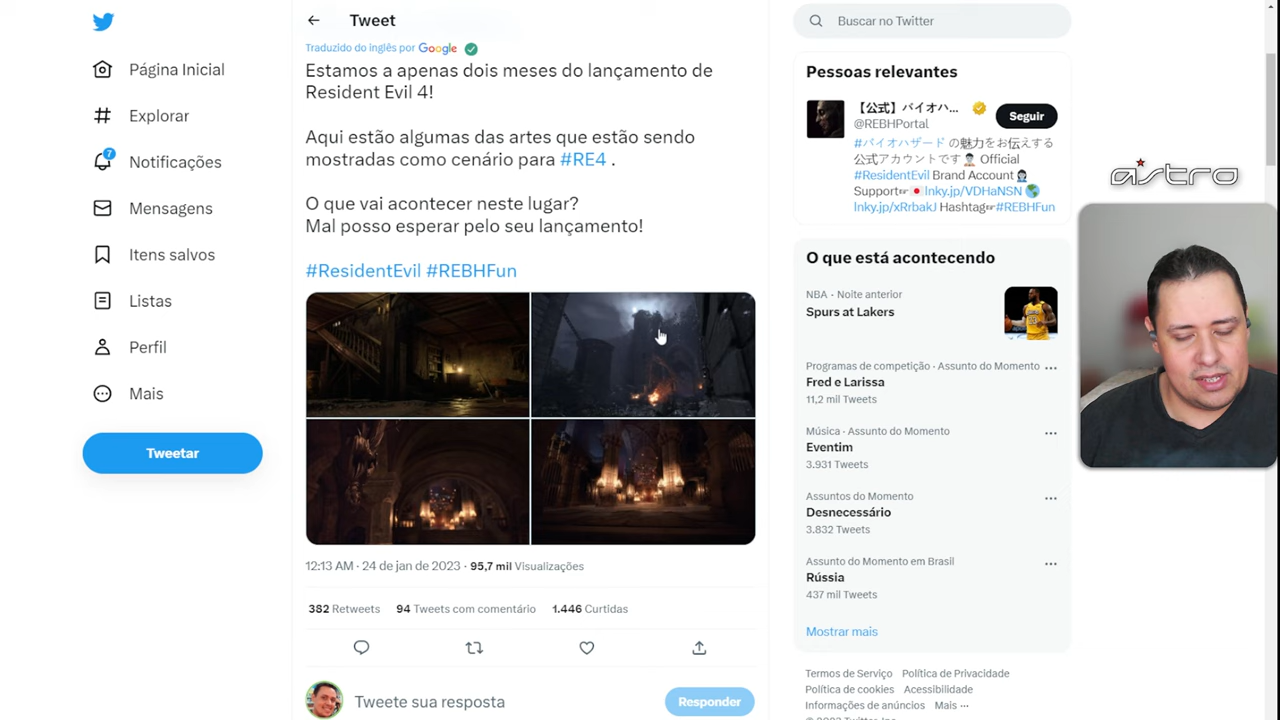 Tweet
Buscar no Twitter
Traduzido do inglês por Google
Estamos a apenas dois meses do lançamento de
Resident Evil 4!
Aqui estão algumas das artes que estão sendo
mostradas como cenário para #RE4 .
O que vai acontecer neste lugar?
Mal posso esperar pelo seu lançamento!
#ResidentEvil #REBHFun
12:13 AM · 24 de jan de 2023 · 95,7 mil Visualizações
382 Retweets 94 Tweets com comentário 1.446 Curtidas
Tweete sua resposta
Responder
Página Inicial
Explorar
7
Notificações
Mensagens
Itens salvos
Listas
Perfil
Mais
Tweetar
Pessoas relevantes
【公式】バイオハ...
@REBHPortal
Seguir
#バイオハザード の魅力をお伝えする
公式アカウントです Official
#ResidentEvil Brand Account
Support☞ lnky.jp/VDHaNSN
lnky.jp/xRrbakJ Hashtag☞#REBHFun
O que está acontecendo
NBA · Noite anterior
Spurs at Lakers
Programas de competição · Assunto do Momento
Fred e Larissa
11,2 mil Tweets
Música · Assunto do Momento
Eventim
3.931 Tweets
Assuntos do Momento
Desnecessário
3.832 Tweets
Assunto do Momento em Brasil
Rússia
437 mil Tweets
Mostrar mais
Termos de Serviço Política de Privacidade
Política de cookies Acessibilidade
Informações de anúncios Mais ···
astro